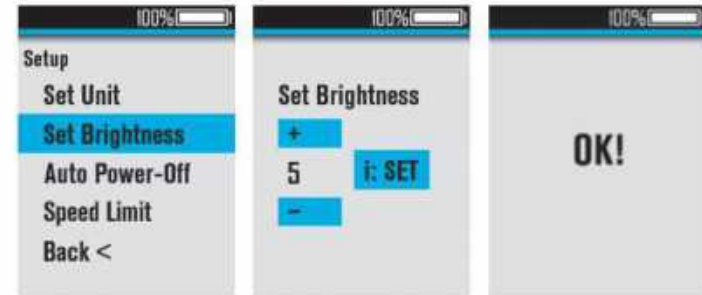 100%
Setup
Set Unit
Set Brightness
Auto Power-Off
Speed Limit
Back <
100%
Set Brightness
+
5
i: SET
-
100%
OK!